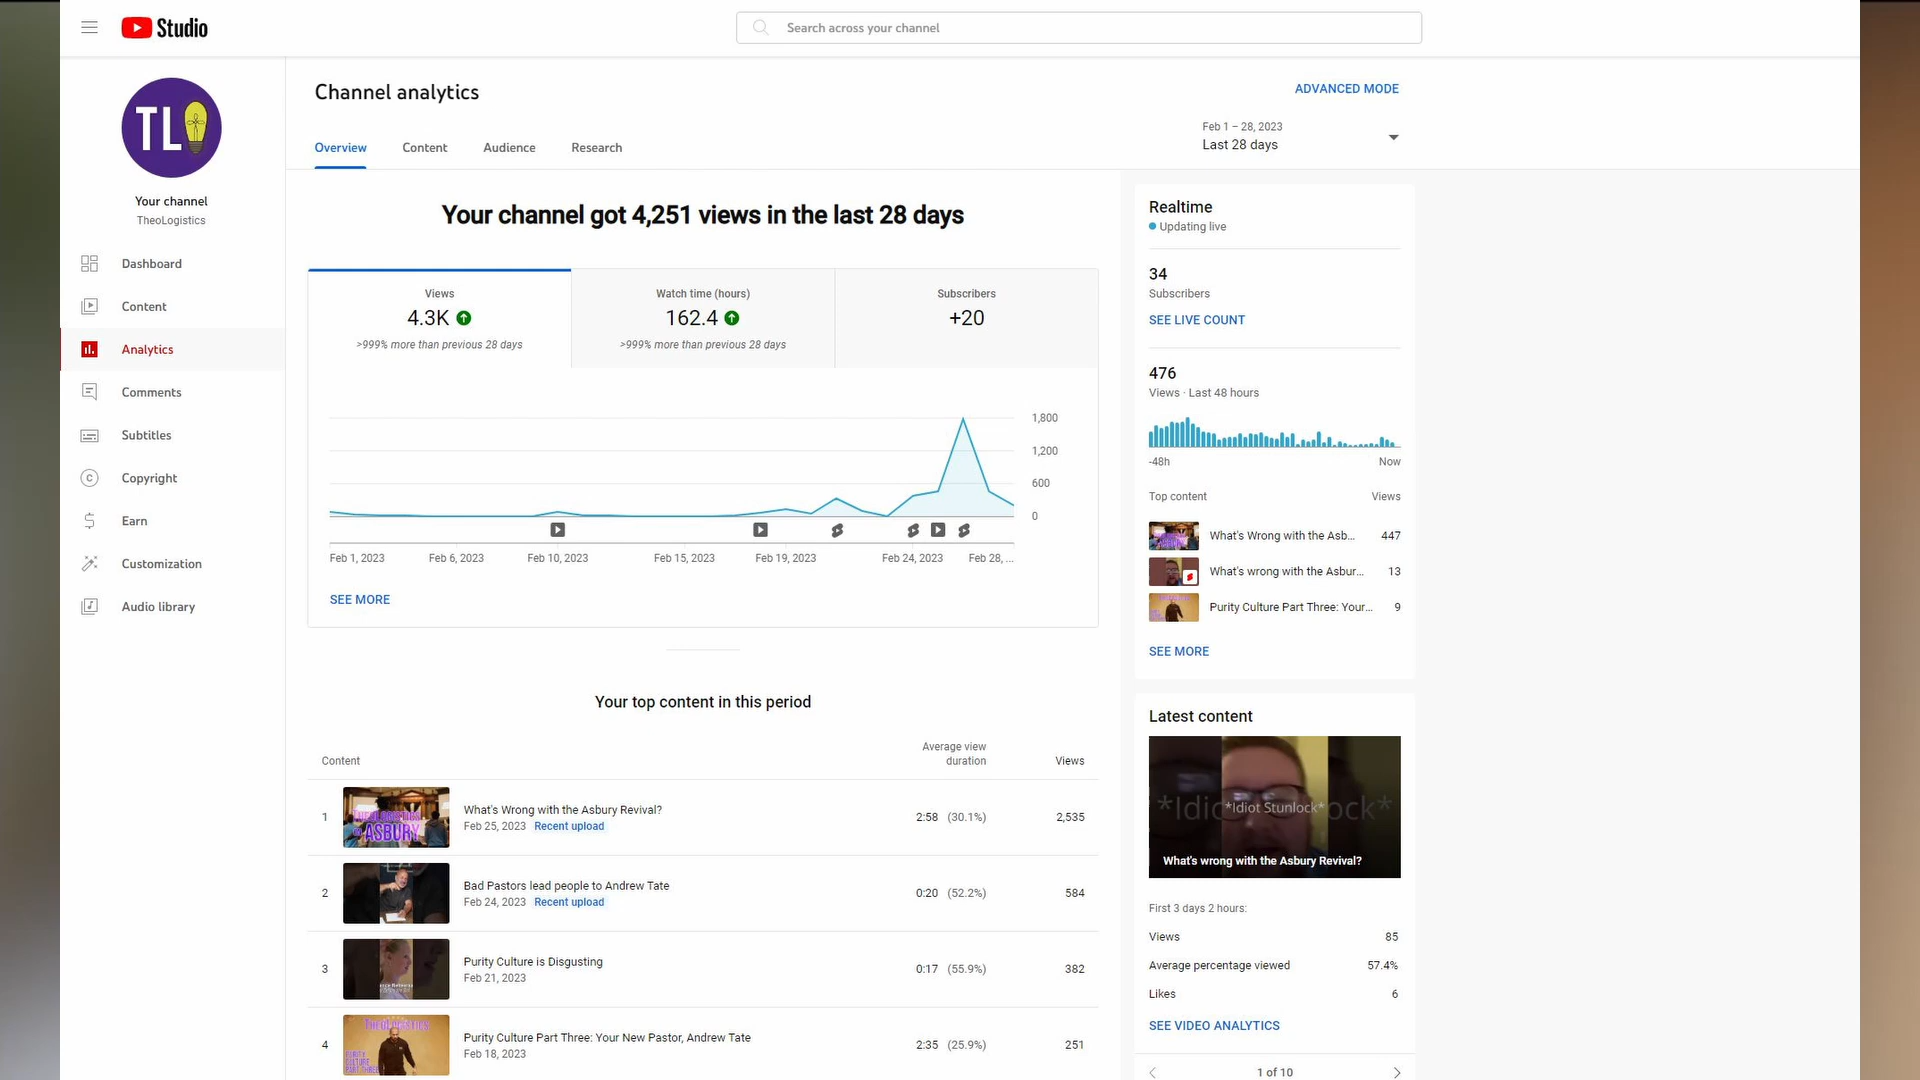 Studio
Search across your channel
TL
Your channel
TheoLogistics
Dashboard
Content
Analytics
Comments
Subtitles
Copyright
Earn
Customization
Audio library
Channel analytics
ADVANCED MODE
Overview
Content
Audience
Research
Feb 1 – 28, 2023
Last 28 days
Your channel got 4,251 views in the last 28 days
Views
4.3K
>999% more than previous 28 days
Watch time (hours)
162.4
>999% more than previous 28 days
Subscribers
+20
1,800
1,200
600
0
Feb 1, 2023
Feb 6, 2023
Feb 10, 2023
Feb 15, 2023
Feb 19, 2023
Feb 24, 2023
Feb 28, ...
SEE MORE
Your top content in this period
Content
Average view
duration
Views
1
ASBURY
What's Wrong with the Asbury Revival?
Feb 25, 2023 Recent upload
2:58 (30.1%)
2,535
2
Bad Pastors lead people to Andrew Tate
Feb 24, 2023 Recent upload
0:20 (52.2%)
584
3
Purity Culture is Disgusting
Feb 21, 2023
0:17 (55.9%)
382
4
THEOLOGISTICS
PURITY
CULTURE
PART THREE
Purity Culture Part Three: Your New Pastor, Andrew Tate
Feb 18, 2023
2:35 (25.9%)
251
Realtime
Updating live
34
Subscribers
SEE LIVE COUNT
476
Views · Last 48 hours
-48h
Now
Top content
Views
What's Wrong with the Asb...
447
What's wrong with the Asbur...
13
Purity Culture Part Three: Your...
9
SEE MORE
Latest content
*Idiot Stunlock*
What's wrong with the Asbury Revival?
First 3 days 2 hours:
Views
85
Average percentage viewed
57.4%
Likes
6
SEE VIDEO ANALYTICS
1 of 10